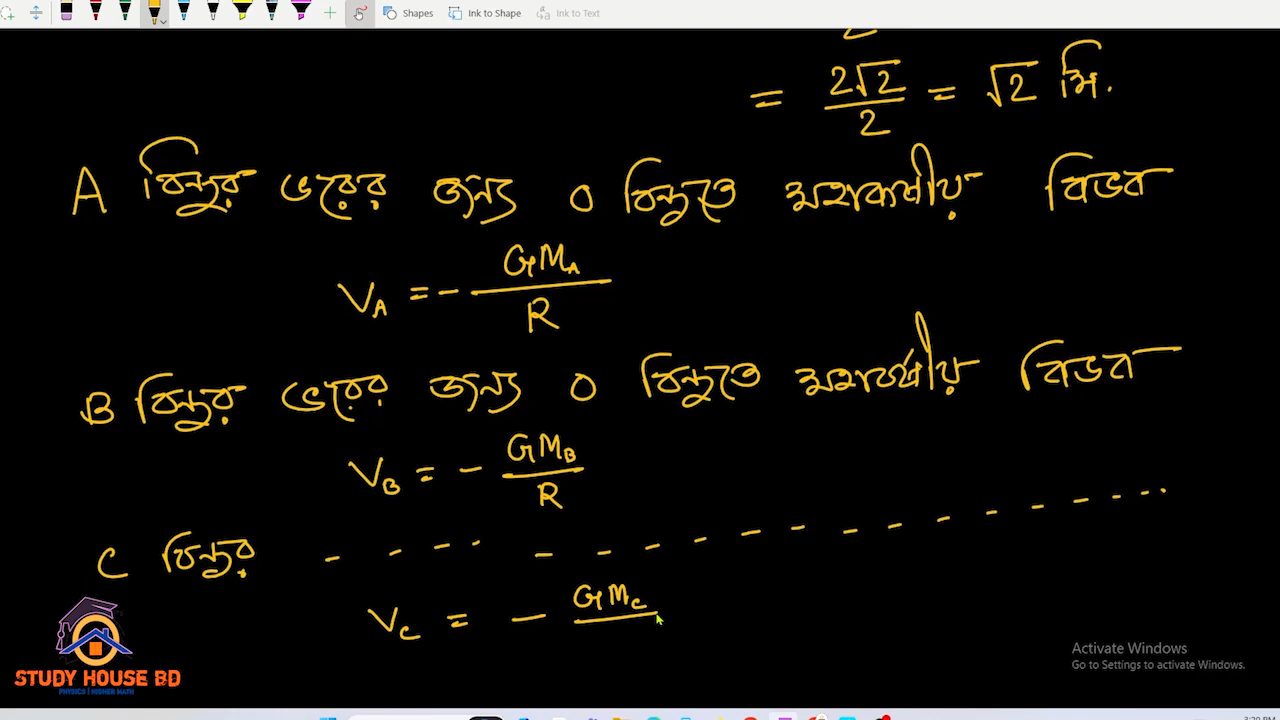 Shapes Ink to Shape Ink to Text
= 2√2 / 2 = √2 মি.
A বিন্দুর ভরের জন্য O বিন্দুতে মহাকর্ষীয় বিভব
V_A = - GM_A / R
B বিন্দুর ভরের জন্য O বিন্দুতে মহাকর্ষীয় বিভব
V_B = - GM_B / R
C বিন্দুর - - - - - - - - - - - - - - - - - - - -
V_C = - GM_C
STUDY HOUSE BD
PHYSICS | HIGHER MATH
Activate Windows
Go to Settings to activate Windows.